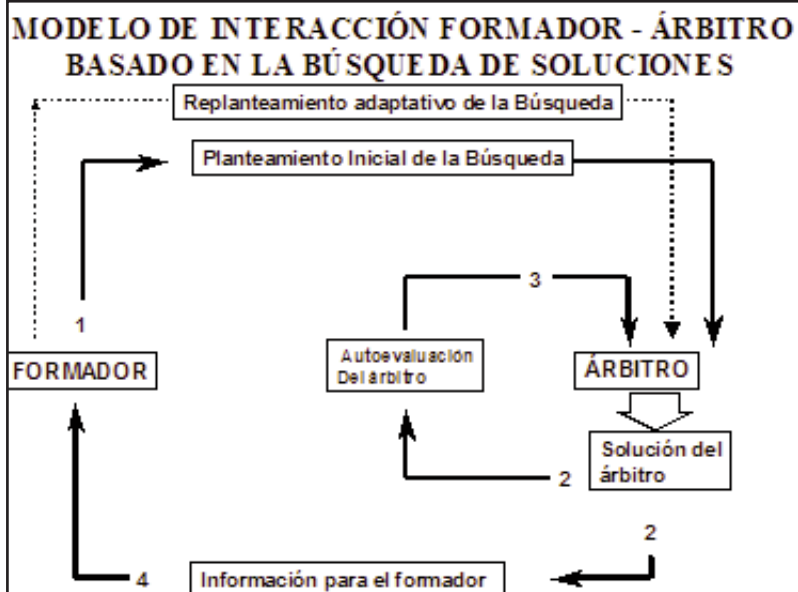 MODELO DE INTERACCIÓN FORMADOR - ÁRBITRO
BASADO EN LA BÚSQUEDA DE SOLUCIONES
Replanteamiento adaptativo de la Búsqueda
Planteamiento Inicial de la Búsqueda
3
1
FORMADOR
Autoevaluación
Del árbitro
ÁRBITRO
Solución del
árbitro
2
2
4
Información para el formador